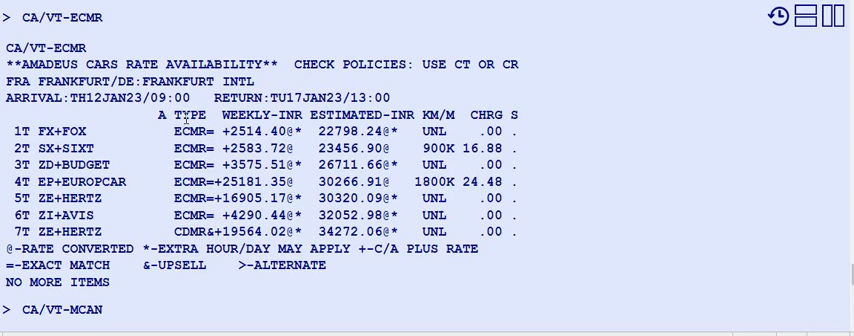 > CA/VT-ECMR
CA/VT-ECMR
**AMADEUS CARS RATE AVAILABILITY** CHECK POLICIES: USE CT OR CR
FRA FRANKFURT/DE:FRANKFURT INTL
ARRIVAL:TH12JAN23/09:00 RETURN:TU17JAN23/13:00
A TYPE WEEKLY-INR ESTIMATED-INR KM/M CHRG S
1T FX+FOX ECMR= +2514.40@* 22798.24@* UNL .00 .
2T SX+SIXT ECMR= +2583.72@ 23456.90@ 900K 16.88 .
3T ZD+BUDGET ECMR= +3575.51@* 26711.66@* UNL .00 .
4T EP+EUROPCAR ECMR=+25181.35@ 30266.91@ 1800K 24.48 .
5T ZE+HERTZ ECMR=+16905.17@* 30320.09@* UNL .00 .
6T ZI+AVIS ECMR= +4290.44@* 32052.98@* UNL .00 .
7T ZE+HERTZ CDMR&+19564.02@* 34272.06@* UNL .00 .
@-RATE CONVERTED *-EXTRA HOUR/DAY MAY APPLY +-C/A PLUS RATE
=-EXACT MATCH &-UPSELL >-ALTERNATE
NO MORE ITEMS
> CA/VT-MCAN